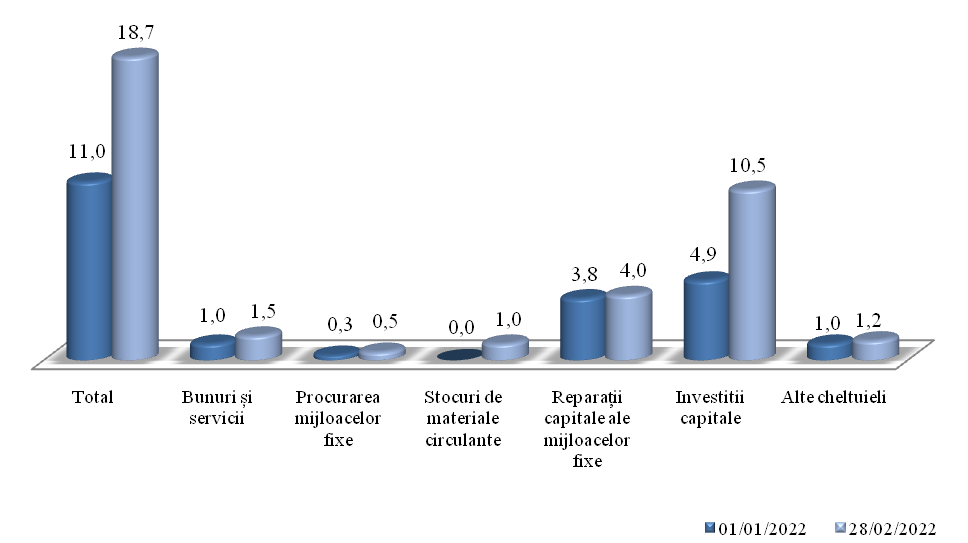 18,7
11,0
10,5
4,9
3,8
4,0
1,0
1,5
0,3
0,5
0,0
1,0
1,0
1,2
Total
Bunuri și
servicii
Procurarea
mijloacelor
fixe
Stocuri de
materiale
circulante
Reparații
capitale ale
mijloacelor
fixe
Investitii
capitale
Alte cheltuieli
01/01/2022
28/02/2022